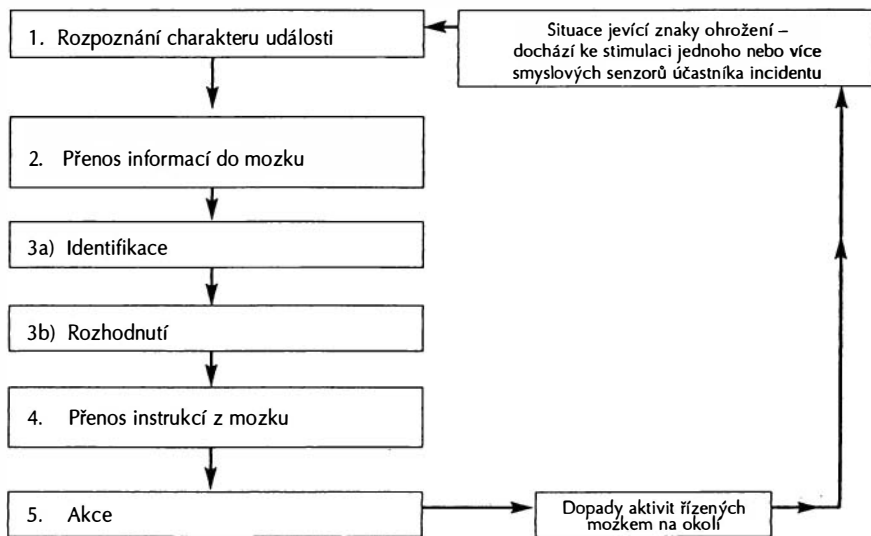 1. Rozpoznání charakteru události
Situace jevící znaky ohrožení –
dochází ke stimulaci jednoho nebo více
smyslových senzorů účastníka incidentu
2. Přenos informací do mozku
3a) Identifikace
3b) Rozhodnutí
4. Přenos instrukcí z mozku
5. Akce
Dopady aktivit řízených
mozkem na okolí